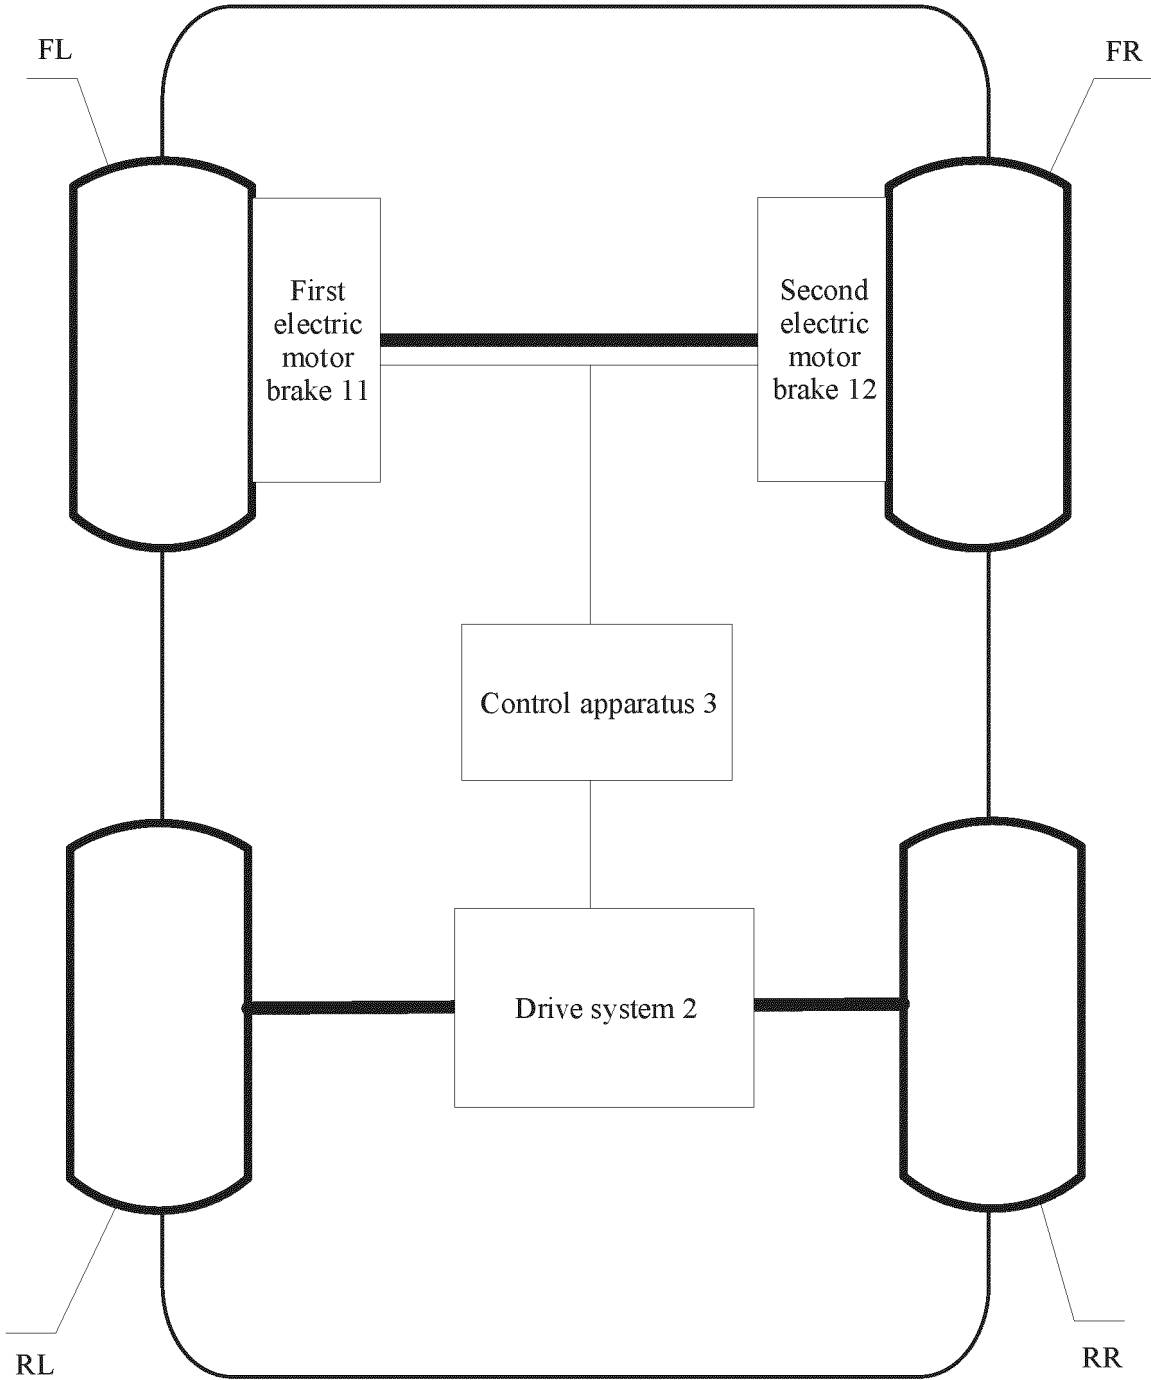 FL
FR
First
electric
motor
brake 11
Second
electric
motor
brake 12
Control apparatus 3
Drive system 2
RL
RR